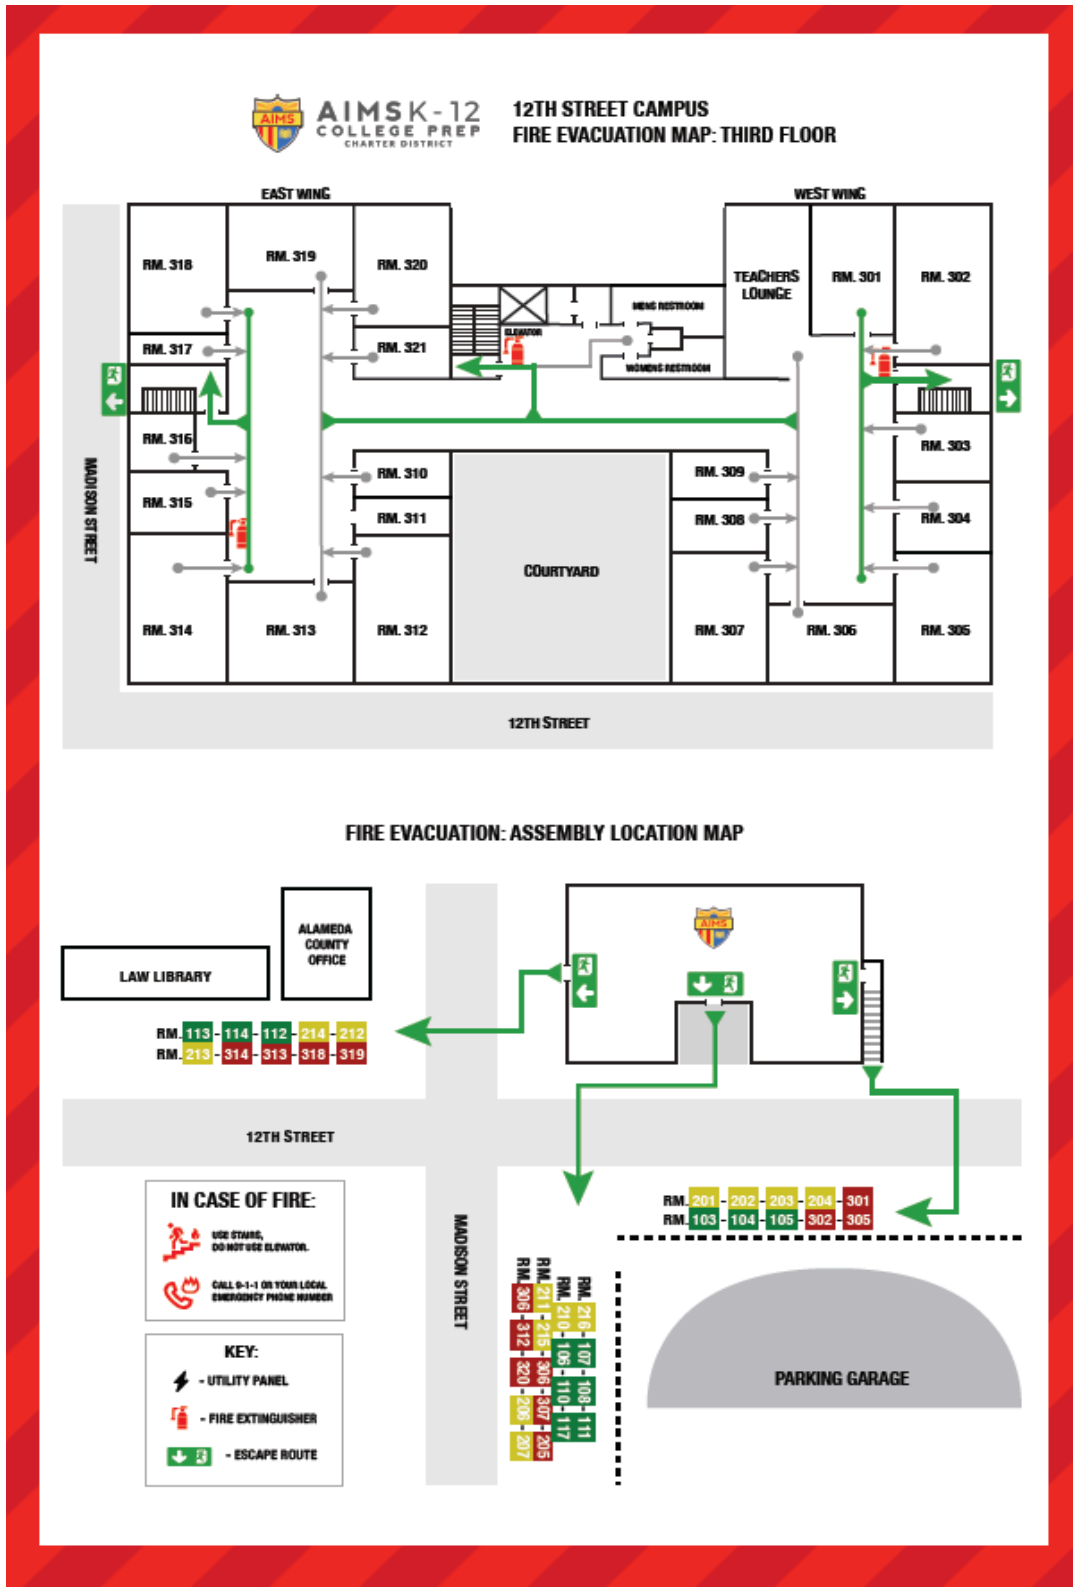 AIMS
AIMSK-12
COLLEGE PREP
CHARTER DISTRICT
12TH STREET CAMPUS
FIRE EVACUATION MAP: THIRD FLOOR
EAST WING
WEST WING
RM. 318
RM. 319
RM. 320
TEACHERS
LOUNGE
RM. 301
RM. 302
MENS RESTROOM
ELEVATOR
RM. 317
RM. 321
WOMENS RESTROOM
RM. 316
RM. 303
RM. 315
RM. 310
RM. 309
RM. 311
RM. 308
RM. 304
MADISON STREET
COURTYARD
RM. 314
RM. 313
RM. 312
RM. 307
RM. 306
RM. 305
12TH STREET
FIRE EVACUATION: ASSEMBLY LOCATION MAP
ALAMEDA
COUNTY
OFFICE
LAW LIBRARY
AIMS
RM. 113 - 114 - 112 - 214 - 212
RM. 213 - 314 - 313 - 318 - 319
12TH STREET
RM. 201 - 202 - 203 - 204 - 301
RM. 103 - 104 - 105 - 302 - 305
MADISON STREET
RM. 216 - 107 - 108 - 111
RM. 210 - 106 - 110 - 117
RM. 211 - 215 - 306 - 307 - 205
RM. 306 - 312 - 320 - 206 - 207
PARKING GARAGE
IN CASE OF FIRE:
USE STAIRS,
DO NOT USE ELEVATOR.
CALL 9-1-1 OR YOUR LOCAL
EMERGENCY PHONE NUMBER
KEY:
- UTILITY PANEL
- FIRE EXTINGUISHER
- ESCAPE ROUTE